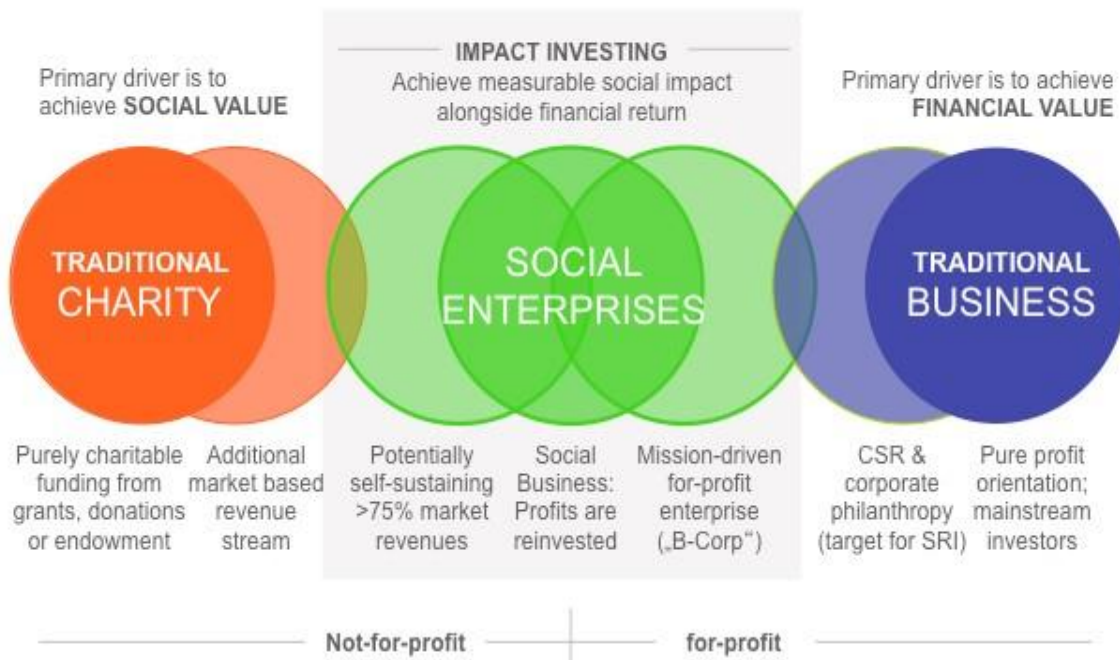 IMPACT INVESTING
Achieve measurable social impact
alongside financial return
Primary driver is to
achieve SOCIAL VALUE
Primary driver is to achieve
FINANCIAL VALUE
TRADITIONAL
CHARITY
SOCIAL
ENTERPRISES
TRADITIONAL
BUSINESS
Purely charitable
funding from
grants, donations
or endowment
Additional
market based
revenue
stream
Potentially
self-sustaining
>75% market
revenues
Social
Business:
Profits are
reinvested
Mission-driven
for-profit
enterprise
(„B-Corp“)
CSR &
corporate
philanthropy
(target for SRI)
Pure profit
orientation;
mainstream
investors
Not-for-profit
for-profit